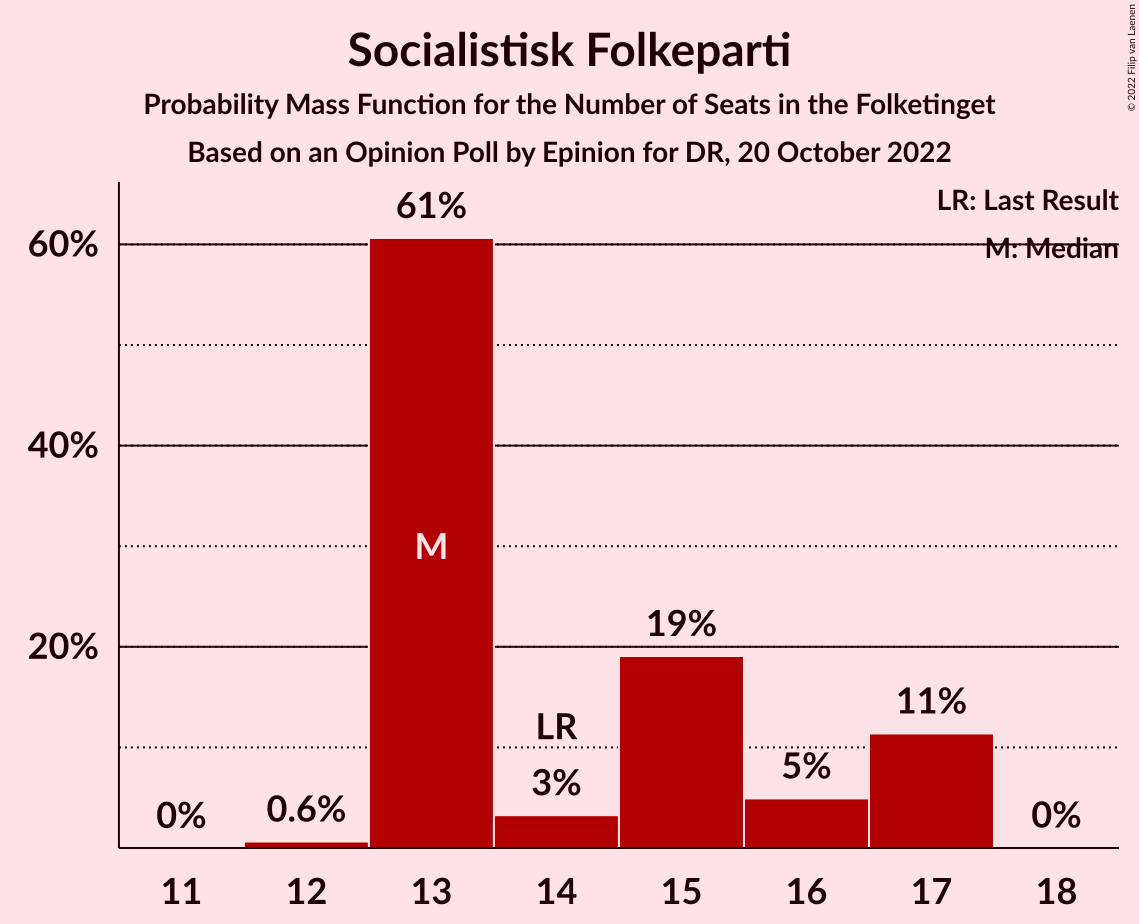 Socialistisk Folkeparti
Probability Mass Function for the Number of Seats in the Folketinget
Based on an Opinion Poll by Epinion for DR, 20 October 2022
© 2022 Filip van Laenen
LR: Last Result
M: Median
60%
40%
20%
61%
M
19%
11%
LR
5%
3%
0.6%
0%
0%
11 12 13 14 15 16 17 18